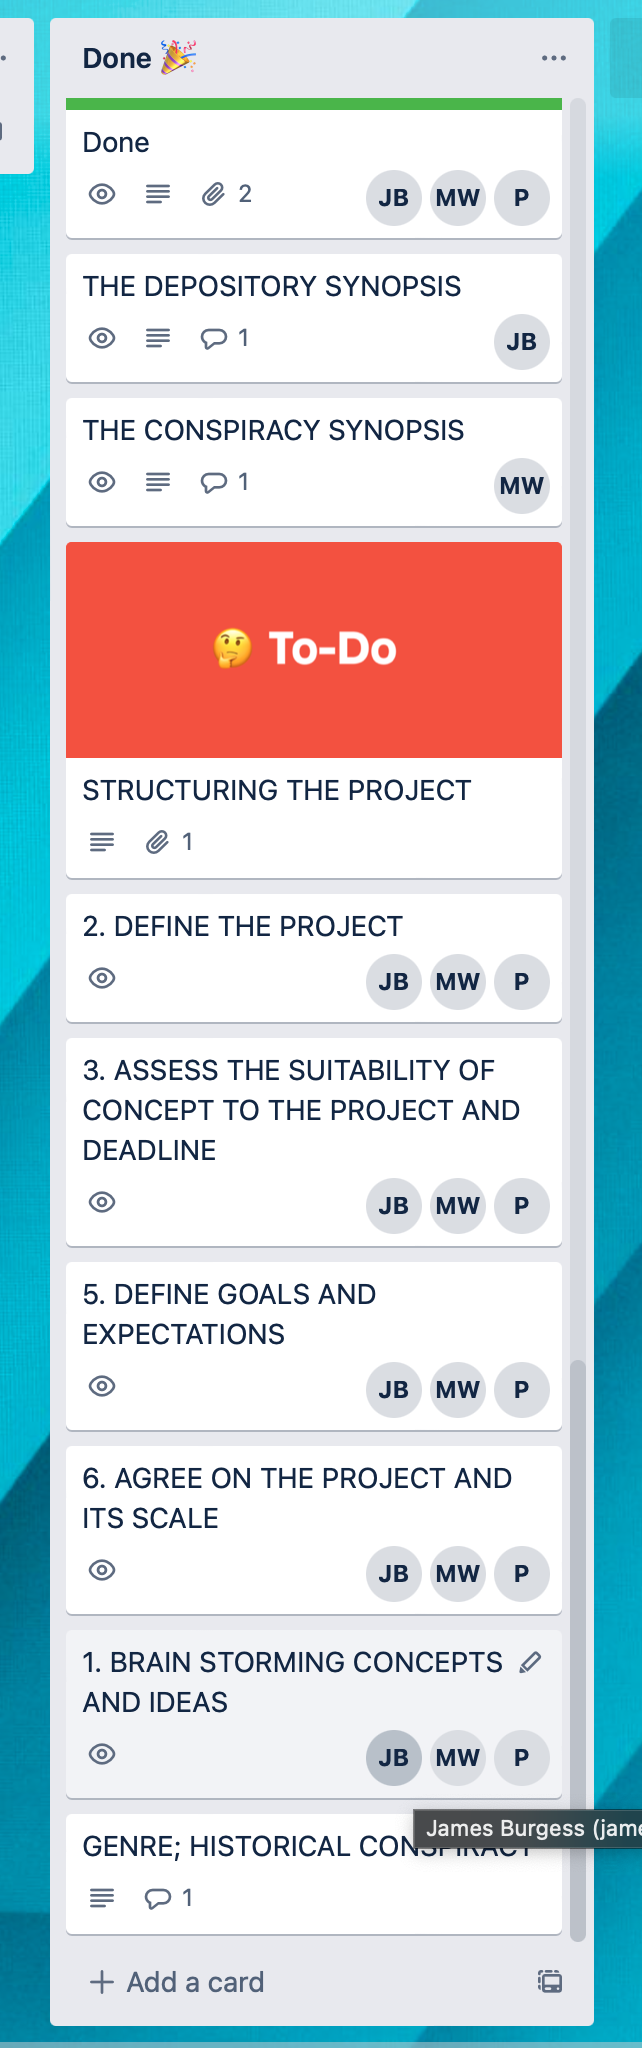 Done 🎉
Done
2
JB MW P
THE DEPOSITORY SYNOPSIS
1
JB
THE CONSPIRACY SYNOPSIS
1
MW
🤔 To-Do
STRUCTURING THE PROJECT
1
2. DEFINE THE PROJECT
JB MW P
3. ASSESS THE SUITABILITY OF
CONCEPT TO THE PROJECT AND
DEADLINE
JB MW P
5. DEFINE GOALS AND
EXPECTATIONS
JB MW P
6. AGREE ON THE PROJECT AND
ITS SCALE
JB MW P
1. BRAIN STORMING CONCEPTS
AND IDEAS
JB MW P
James Burgess (jame
GENRE; HISTORICAL CONSPIRACY
1
+ Add a card